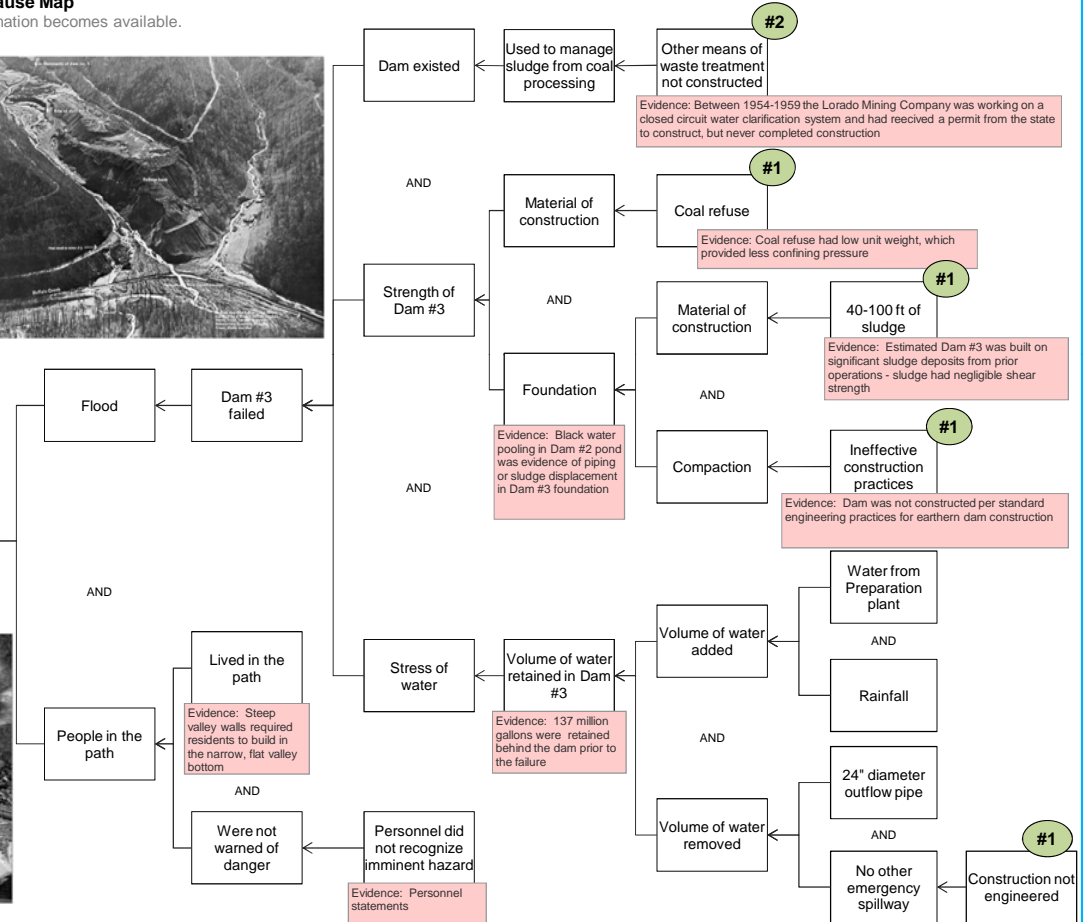 ause Map
mation becomes available.
#2
Dam existed
Used to manage
sludge from coal
processing
Other means of
waste treatment
not constructed
Evidence: Between 1954-1959 the Lorado Mining Company was working on a
closed circuit water clarification system and had reecived a permit from the state
to construct, but never completed construction
AND
#1
Material of
construction
Coal refuse
Evidence: Coal refuse had low unit weight, which
provided less confining pressure
Strength of
Dam #3
AND
#1
Material of
construction
40-100 ft of
sludge
Evidence: Estimated Dam #3 was built on
significant sludge deposits from prior
operations - sludge had negligible shear
strength
Flood
Dam #3
failed
Foundation
AND
Evidence: Black water
pooling in Dam #2 pond
was evidence of piping
or sludge displacement
in Dam #3 foundation
#1
Compaction
Ineffective
construction
practices
Evidence: Dam was not constructed per standard
engineering practices for earthern dam construction
AND
AND
Water from
Preparation
plant
Volume of water
added
AND
Rainfall
Lived in the
path
Evidence: Steep
valley walls required
residents to build in
the narrow, flat valley
bottom
Stress of
water
Volume of water
retained in Dam
#3
Evidence: 137 million
gallons were retained
behind the dam prior to
the failure
People in the
path
AND
AND
24" diameter
outflow pipe
Were not
warned of
danger
Personnel did
not recognize
imminent hazard
Evidence: Personnel
statements
Volume of water
removed
AND
#1
No other
emergency
spillway
Construction not
engineered